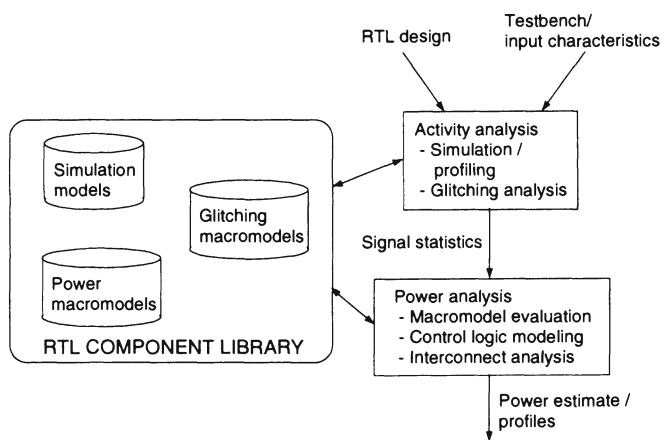 RTL design
Testbench/
input characteristics
Simulation
models
Glitching
macromodels
Power
macromodels
RTL COMPONENT LIBRARY
Activity analysis
- Simulation /
profiling
- Glitching analysis
Signal statistics
Power analysis
- Macromodel evaluation
- Control logic modeling
- Interconnect analysis
Power estimate /
profiles